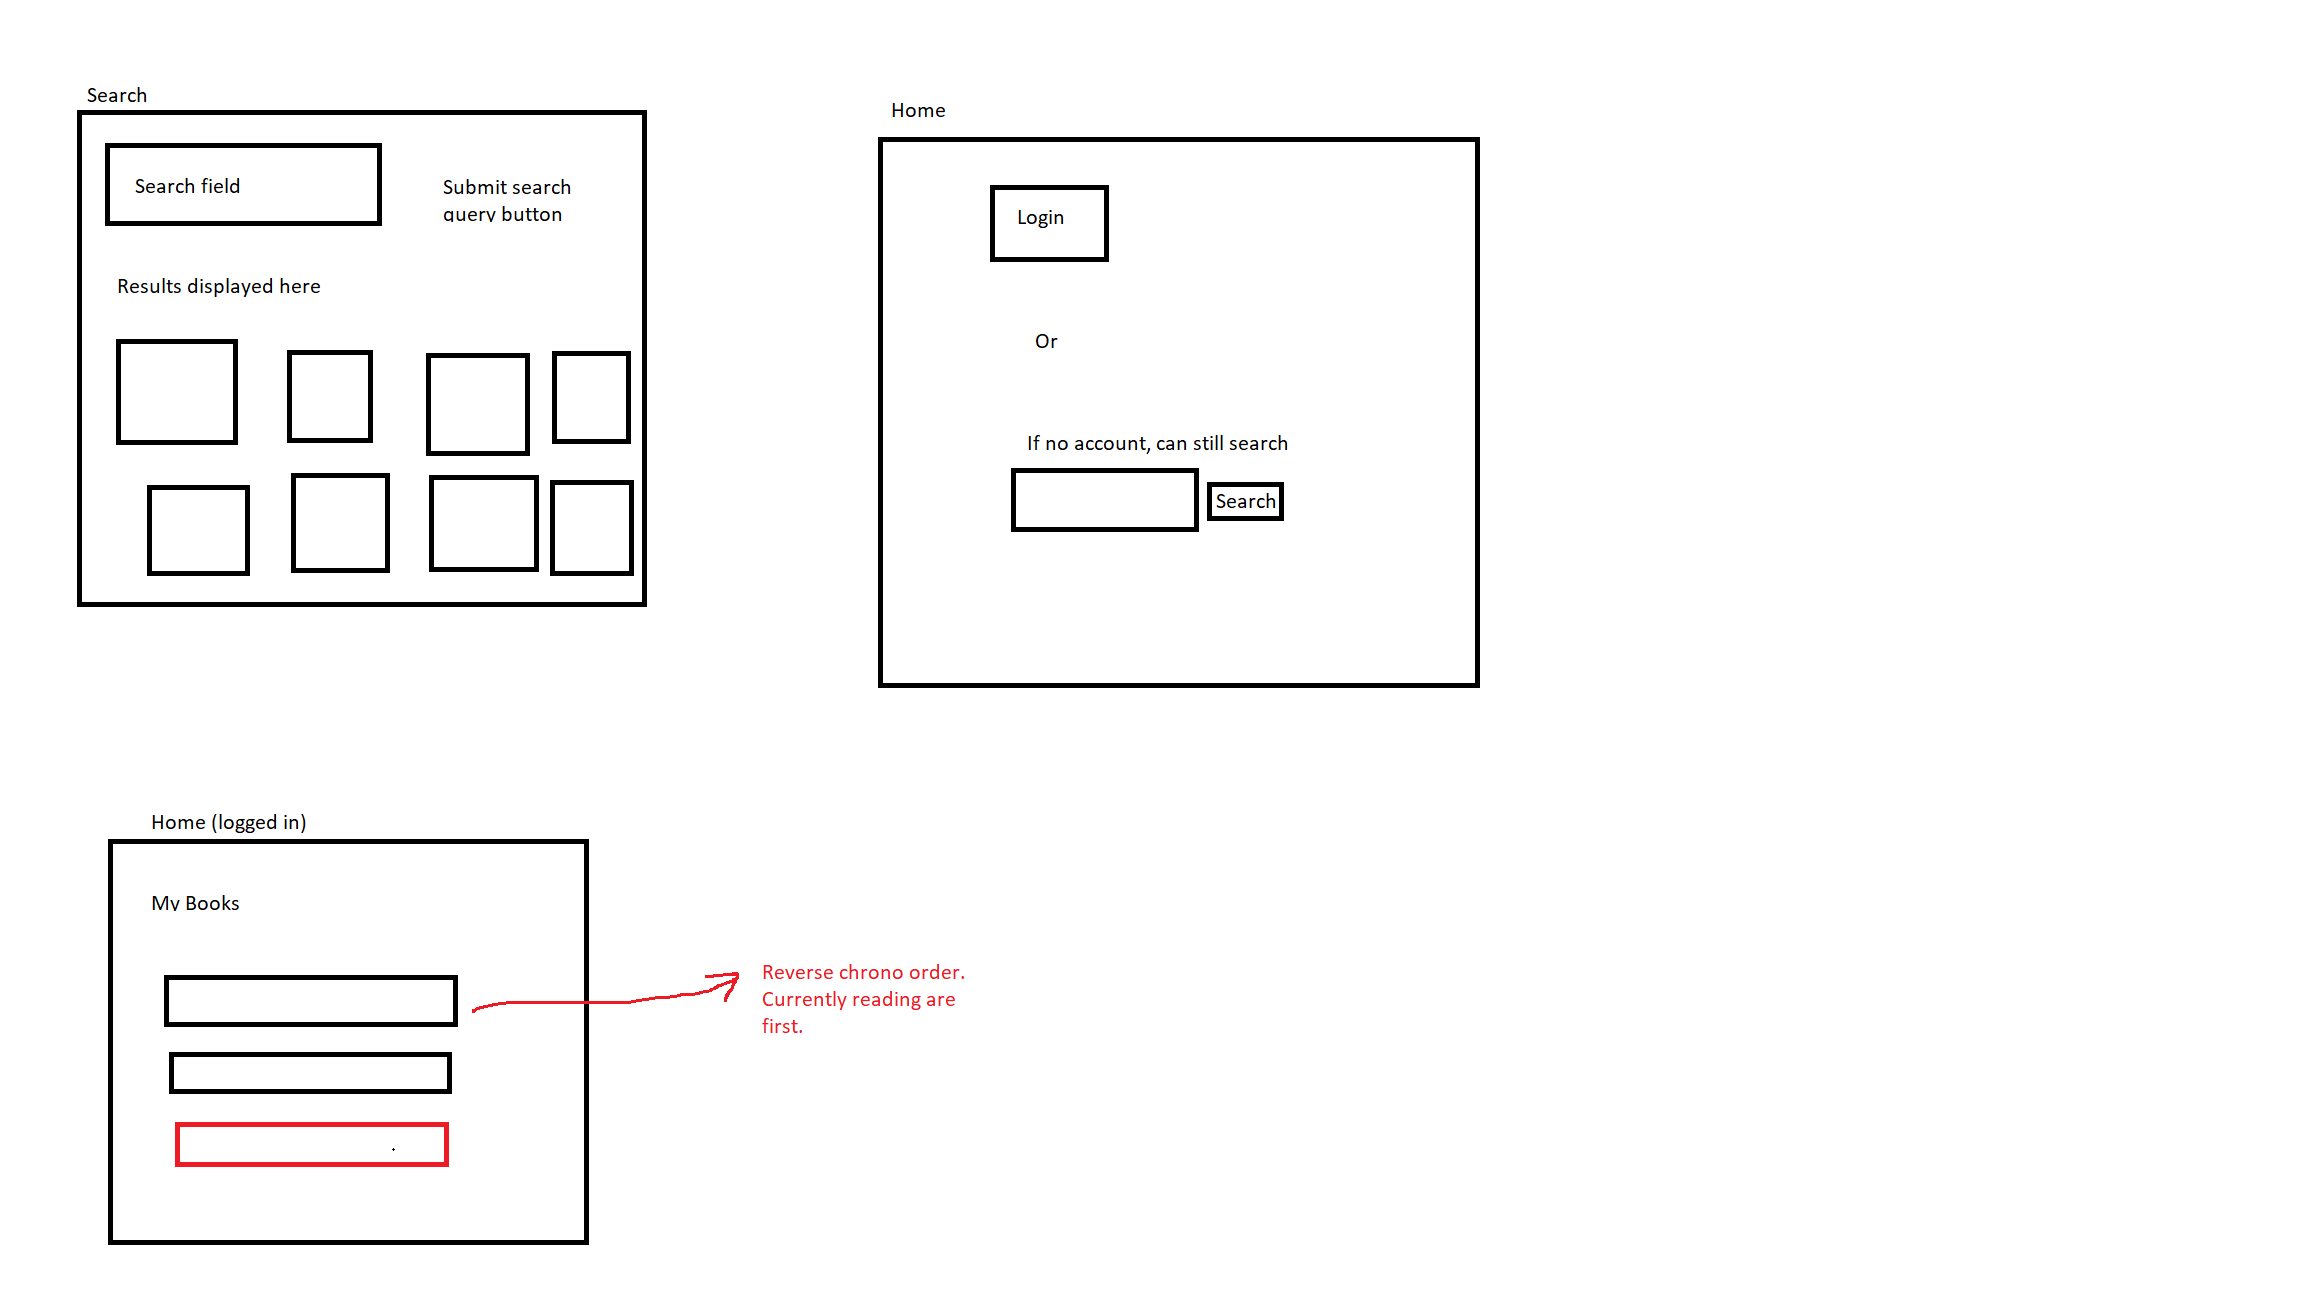 Search
Search field
Submit search
query button
Results displayed here
Home
Login
Or
If no account, can still search
Search
Home (logged in)
My Books
Reverse chrono order.
Currently reading are
first.